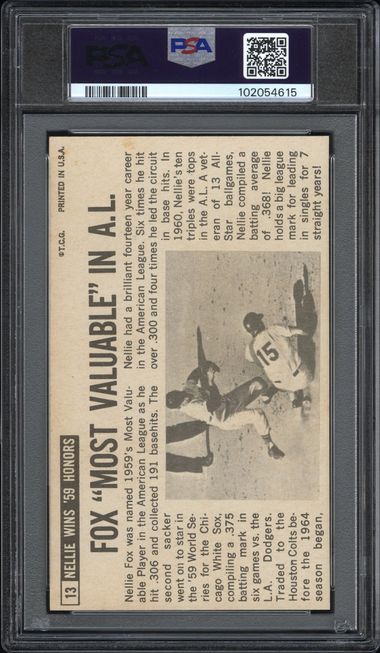 PSA
PSA
102054615
13 NELLIE WINS '59 HONORS
©T.C.G. PRINTED IN U.S.A.
FOX "MOST VALUABLE" IN A.L.
Nellie Fox was named 1959's Most Valu-
able Player in the American League as he
hit .306 and collected 191 basehits. The
second sacker
went on to star in
the '59 World Se-
ries for the Chi-
cago White Sox,
compiling a .375
batting mark in
six games vs. the
L.A. Dodgers.
Traded to the
Houston Colts be-
fore the 1964
season began,
Nellie had a brilliant fourteen year career
in the American League. Six times he hit
over .300 and four times he led the circuit
in base hits. In
1960, Nellie's ten
triples were tops
in the A.L. A vet-
eran of 13 All-
Star ballgames,
Nellie compiled a
batting average
of .368! Nellie
holds a big league
mark for leading
in singles for 7
straight years!
15